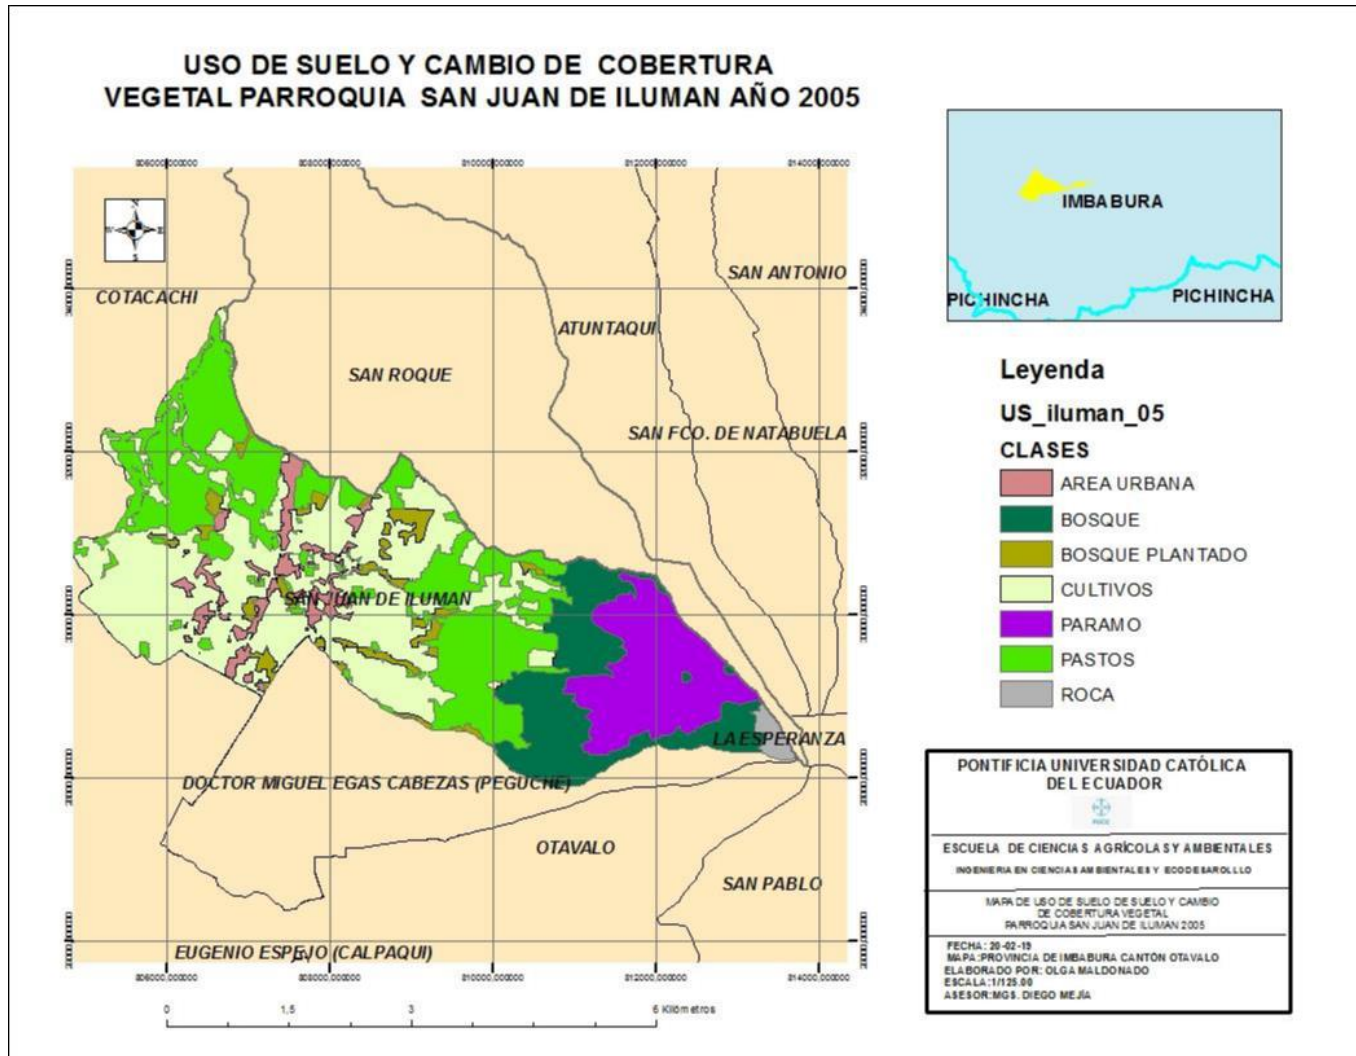 USO DE SUELO Y CAMBIO DE COBERTURA
VEGETAL PARROQUIA SAN JUAN DE ILUMAN AÑO 2005
COTACACHI
SAN ROQUE
ATUNTAQUI
SAN ANTONIO
SAN FCO. DE NATABUELA
SAN JUAN DE ILUMAN
LA ESPERANZA
DOCTOR MIGUEL EGAS CABEZAS (PEGUCHE)
OTAVALO
SAN PABLO
EUGENIO ESPEJO (CALPAQUI)
0 1,5 3 6 Kilómetros
IMBABURA
PICHINCHA
PICHINCHA
Leyenda
US_iluman_05
CLASES
AREA URBANA
BOSQUE
BOSQUE PLANTADO
CULTIVOS
PARAMO
PASTOS
ROCA
PONTIFICIA UNIVERSIDAD CATÓLICA
DEL ECUADOR
ESCUELA DE CIENCIAS AGRÍCOLAS Y AMBIENTALES
INGENIERIA EN CIENCIAS AMBIENTALES Y ECODESAROLLLO
MAPA DE USO DE SUELO DE SUELO Y CAMBIO
DE COBERTURA VEGETAL
PARROQUIA SAN JUAN DE ILUMAN 2005
FECHA: 20-02-19
MAPA:PROVINCIA DE IMBABURA CANTÓN OTAVALO
ELABORADO POR: OLGA MALDONADO
ESCALA:1/125.00
ASESOR:MGS. DIEGO MEJÍA